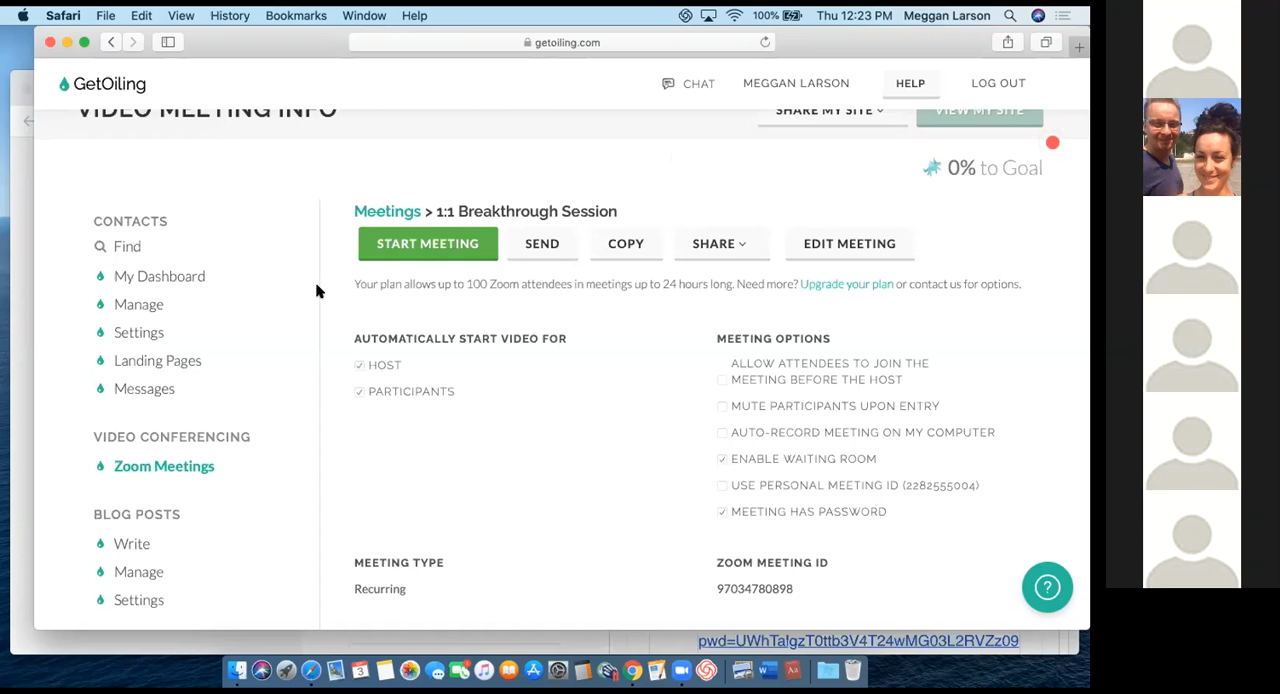 Safari File Edit View History Bookmarks Window Help 100% Thu 12:23 PM Meggan Larson
getoiling.com
GetOiling CHAT MEGGAN LARSON HELP LOG OUT
VIDEO MEETING INFO SHARE MY SITE VIEW MY SITE
0% to Goal
CONTACTS
Find
My Dashboard
Manage
Settings
Landing Pages
Messages
VIDEO CONFERENCING
Zoom Meetings
BLOG POSTS
Write
Manage
Settings
Meetings > 1:1 Breakthrough Session
START MEETING SEND COPY SHARE EDIT MEETING
Your plan allows up to 100 Zoom attendees in meetings up to 24 hours long. Need more? Upgrade your plan or contact us for options.
AUTOMATICALLY START VIDEO FOR
HOST
PARTICIPANTS
MEETING OPTIONS
ALLOW ATTENDEES TO JOIN THE
MEETING BEFORE THE HOST
MUTE PARTICIPANTS UPON ENTRY
AUTO-RECORD MEETING ON MY COMPUTER
ENABLE WAITING ROOM
USE PERSONAL MEETING ID (2282555004)
MEETING HAS PASSWORD
MEETING TYPE
Recurring
ZOOM MEETING ID
97034780898
?